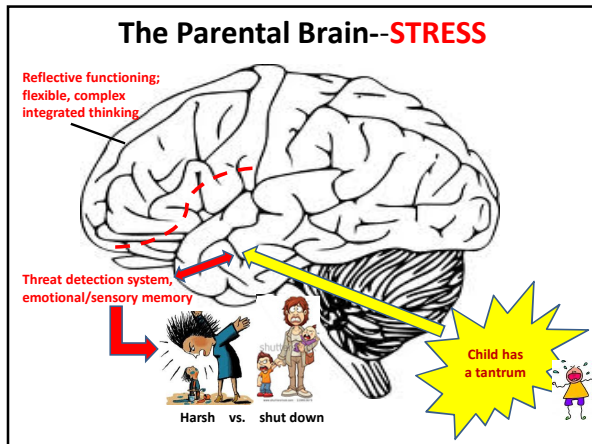 The Parental Brain--STRESS
Reflective functioning;
flexible, complex
integrated thinking
Threat detection system,
emotional/sensory memory
Child has
a tantrum
shutte
Harsh vs. shut down